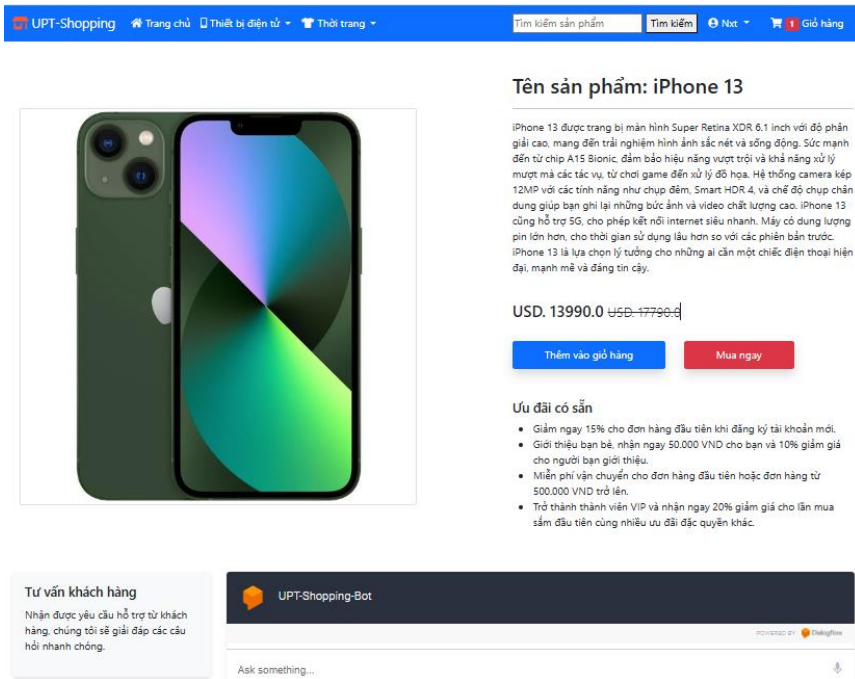 UPT-Shopping Trang chủ Thiết bị điện tử Thời trang Tìm kiếm sản phẩm Tìm kiếm Nxt 1 Giỏ hàng
Tên sản phẩm: iPhone 13
iPhone 13 được trang bị màn hình Super Retina XDR 6.1 inch với độ phân
giải cao, mang đến trải nghiệm hình ảnh sắc nét và sống động. Sức mạnh
đến từ chip A15 Bionic, đảm bảo hiệu năng vượt trội và khả năng xử lý
mượt mà các tác vụ, từ chơi game đến xử lý đồ họa. Hệ thống camera kép
12MP với các tính năng như chụp đêm, Smart HDR 4, và chế độ chụp chân
dung giúp bạn ghi lại những bức ảnh và video chất lượng cao. iPhone 13
cũng hỗ trợ 5G, cho phép kết nối internet siêu nhanh. Máy có dung lượng
pin lớn hơn, cho thời gian sử dụng lâu hơn so với các phiên bản trước.
iPhone 13 là lựa chọn lý tưởng cho những ai cần một chiếc điện thoại hiện
đại, mạnh mẽ và đáng tin cậy.
USD. 13990.0 USD. 17790.0
Thêm vào giỏ hàng Mua ngay
Ưu đãi có sẵn
Giảm ngay 15% cho đơn hàng đầu tiên khi đăng ký tài khoản mới.
Giới thiệu bạn bè, nhận ngay 50.000 VND cho bạn và 10% giảm giá
cho người bạn giới thiệu.
Miễn phí vận chuyển cho đơn hàng đầu tiên hoặc đơn hàng từ
500.000 VND trở lên.
Trở thành thành viên VIP và nhận ngay 20% giảm giá cho lần mua
sắm đầu tiên cùng nhiều ưu đãi đặc quyền khác.
Tư vấn khách hàng
Nhận được yêu cầu hỗ trợ từ khách
hàng, chúng tôi sẽ giải đáp các câu
hỏi nhanh chóng.
UPT-Shopping-Bot
POWERED BY Dialogflow
Ask something...